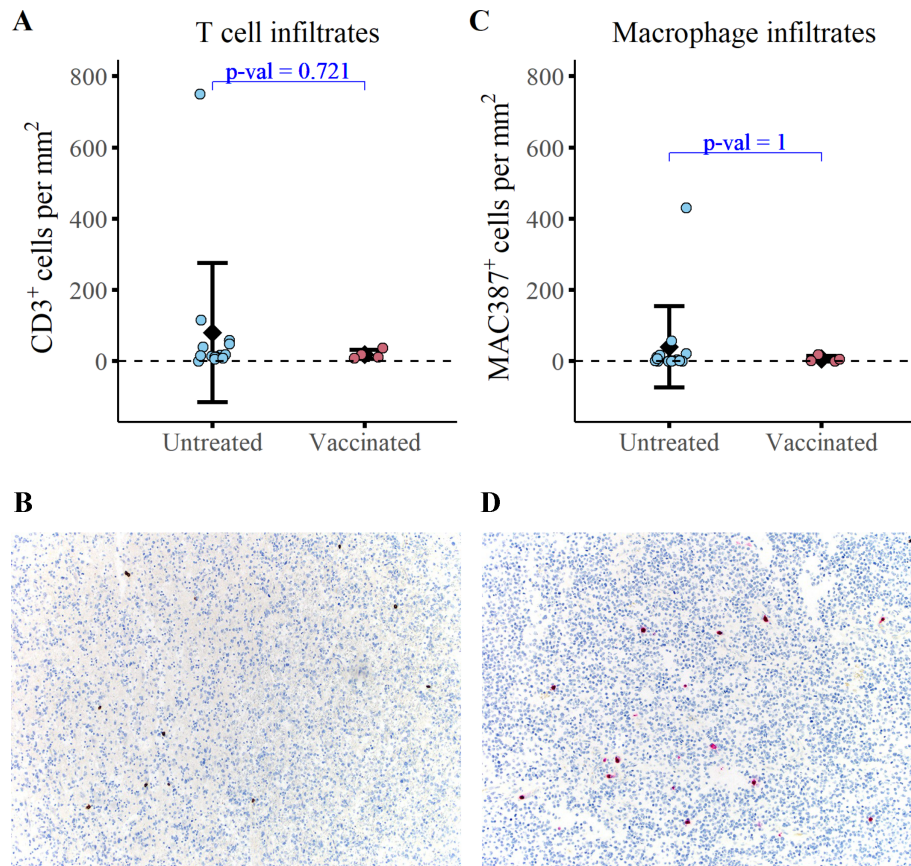 A
T cell infiltrates
CD3⁺ cells per mm²
800
600
400
200
0
p-val = 0.721
Untreated
Vaccinated
C
Macrophage infiltrates
MAC387⁺ cells per mm²
800
600
400
200
0
p-val = 1
Untreated
Vaccinated
B
D